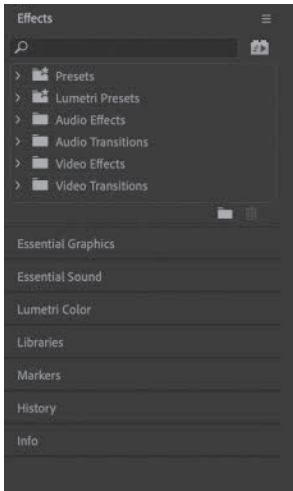 Effects
Presets
Lumetri Presets
Audio Effects
Audio Transitions
Video Effects
Video Transitions
Essential Graphics
Essential Sound
Lumetri Color
Libraries
Markers
History
Info